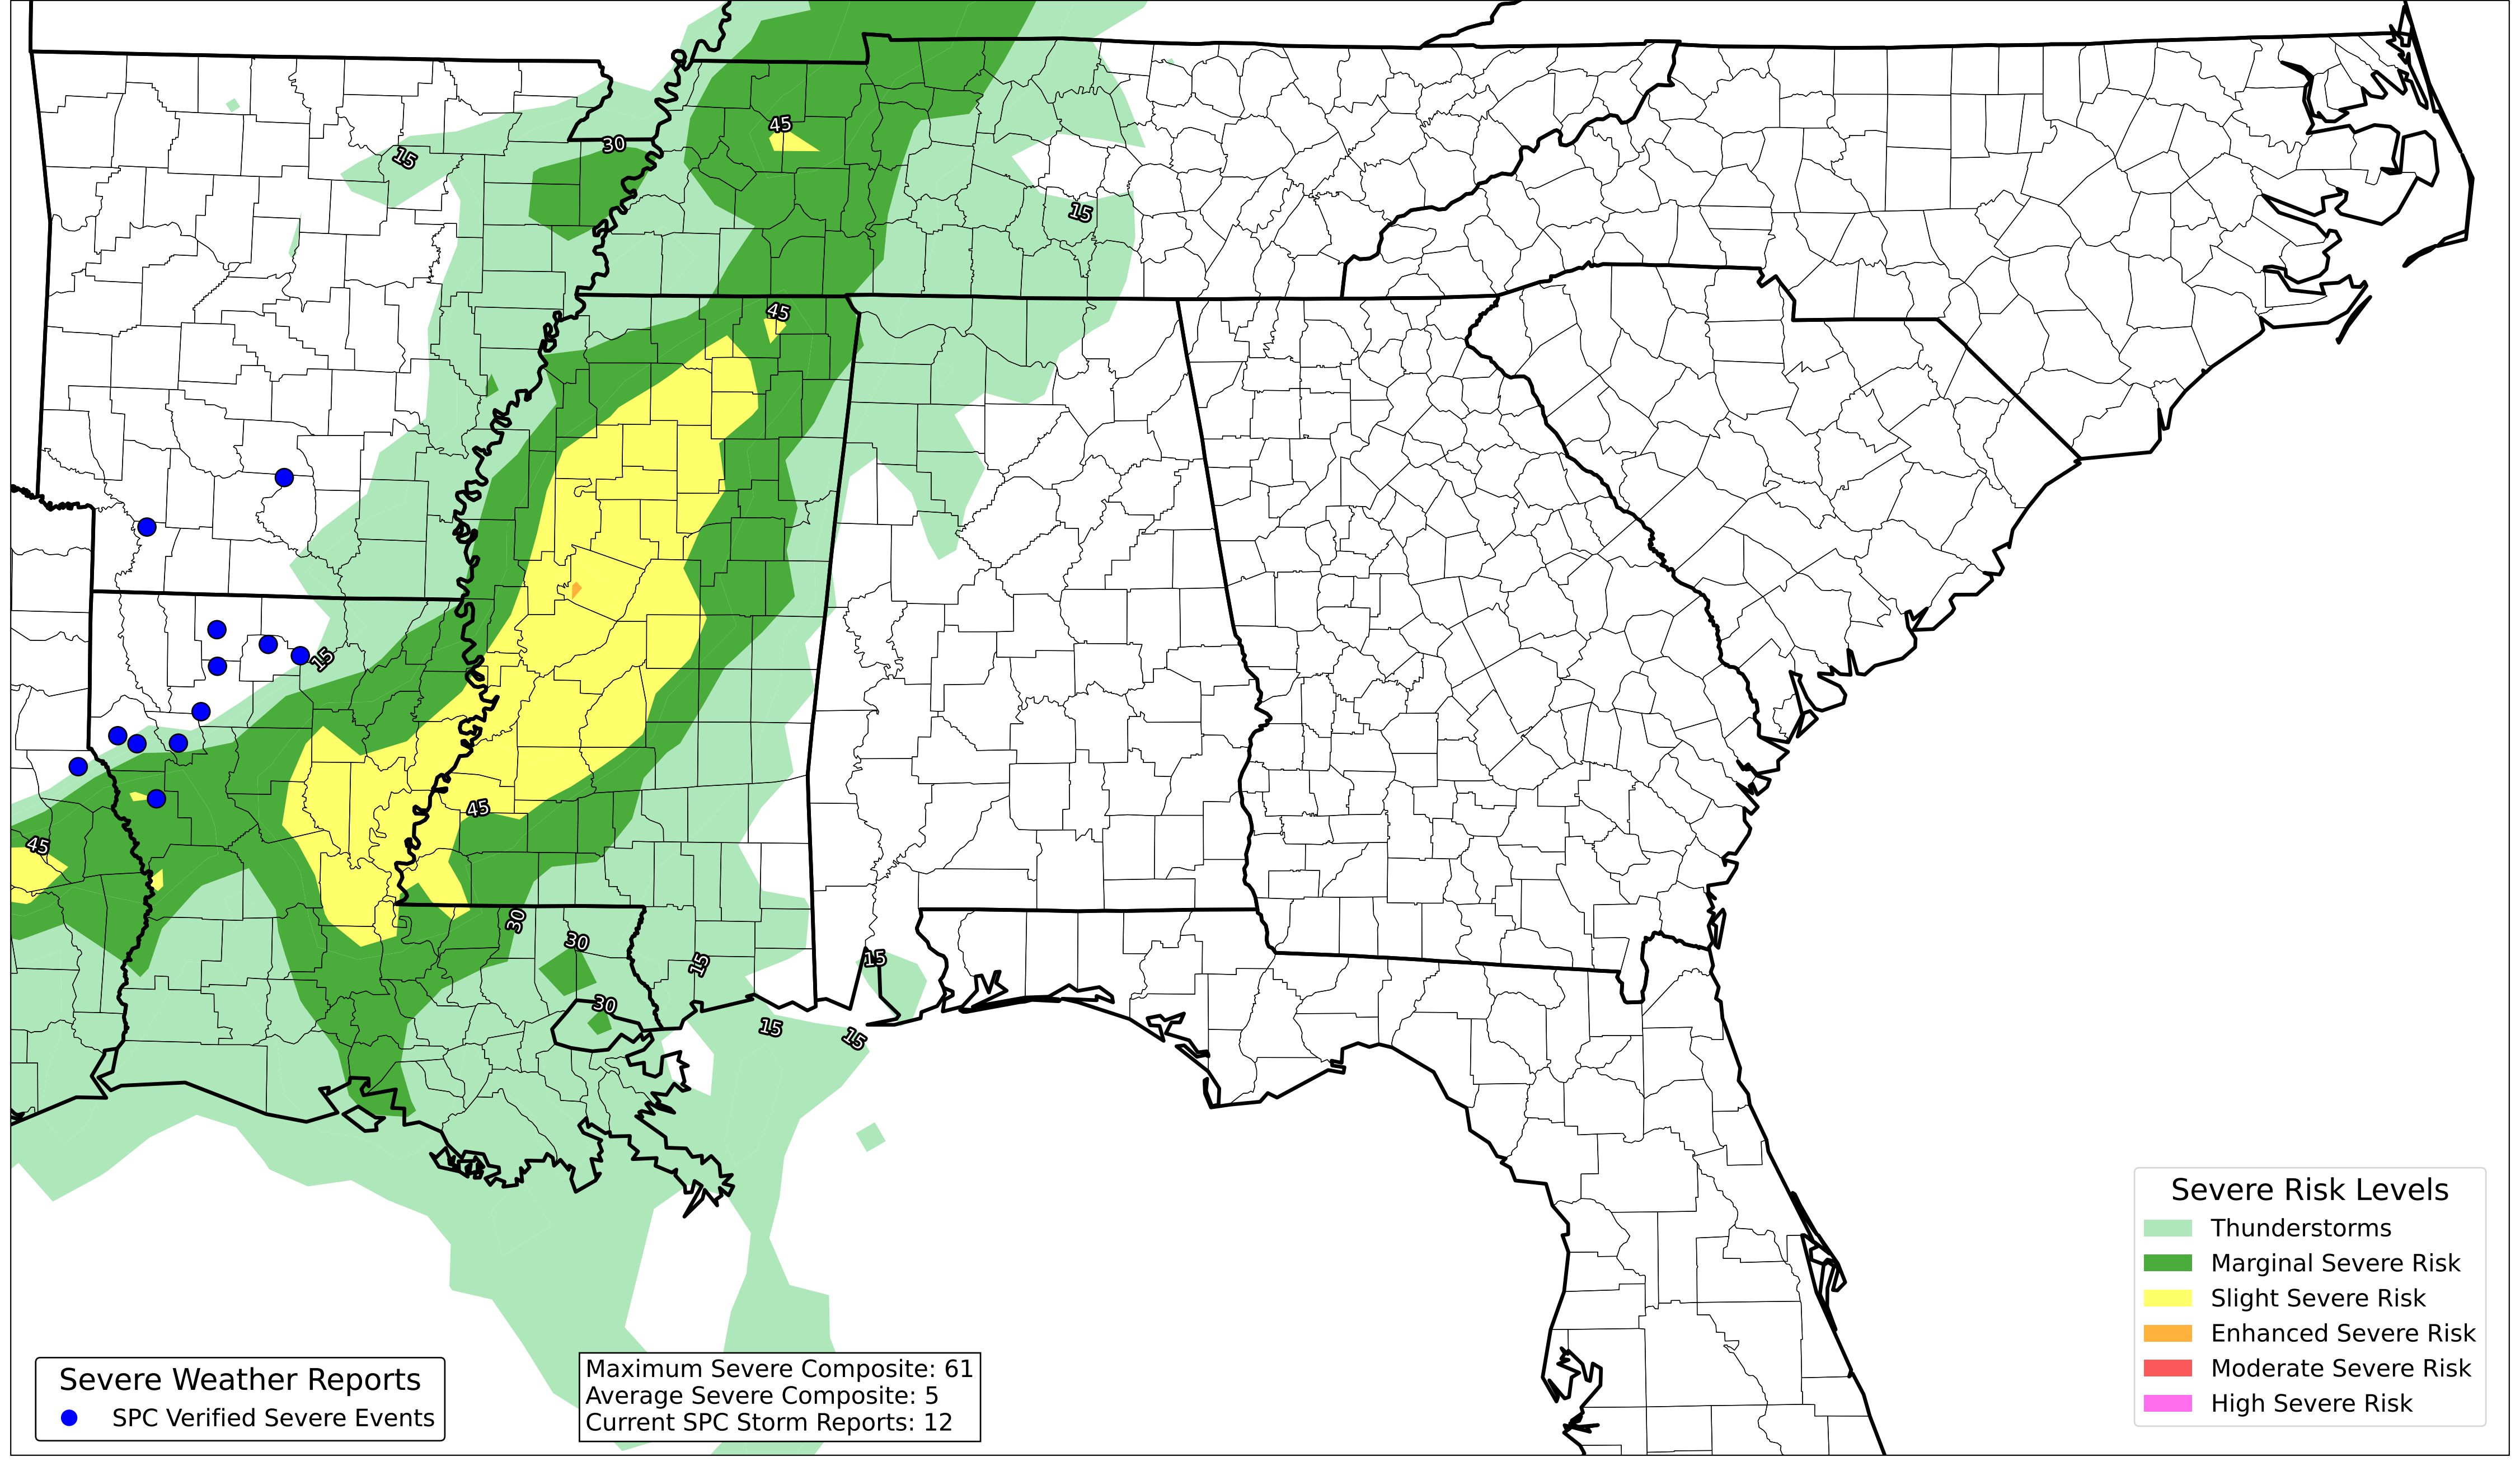 45
30
15
15
45
15
45
45
30
30
15
15
30
15
15
Severe Risk Levels
Thunderstorms
Marginal Severe Risk
Slight Severe Risk
Enhanced Severe Risk
Moderate Severe Risk
High Severe Risk
Severe Weather Reports
SPC Verified Severe Events
Maximum Severe Composite: 61
Average Severe Composite: 5
Current SPC Storm Reports: 12